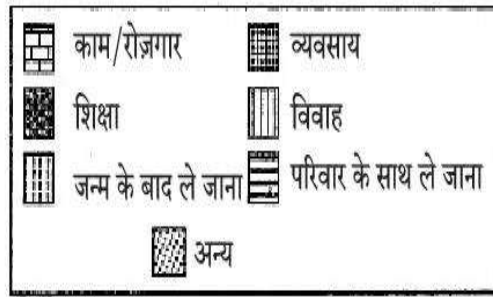 काम/रोज़गार व्यवसाय
शिक्षा विवाह
जन्म के बाद ले जाना परिवार के साथ ले जाना
अन्य